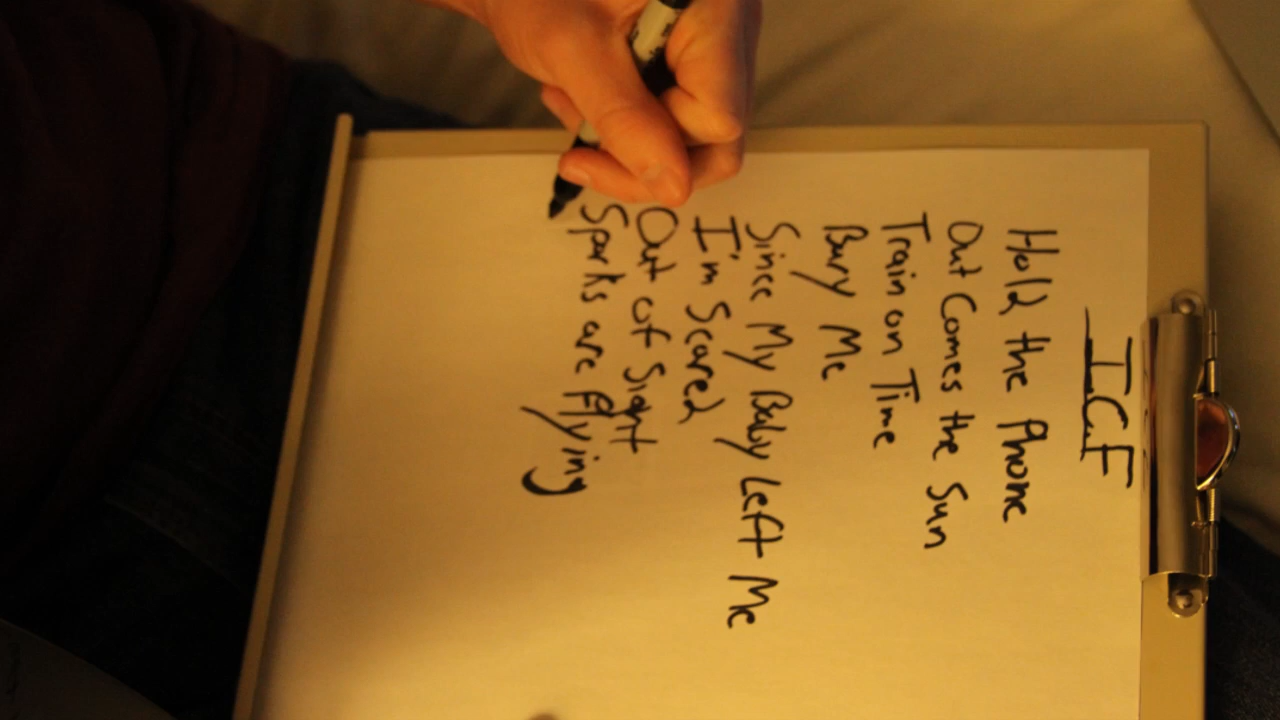 I.C.F
Hold the Phone
Out Comes the Sun
Train on Time
Bury Me
Since My Baby Left Me
I'm Scared
Out of Sight
Sparks are Flying